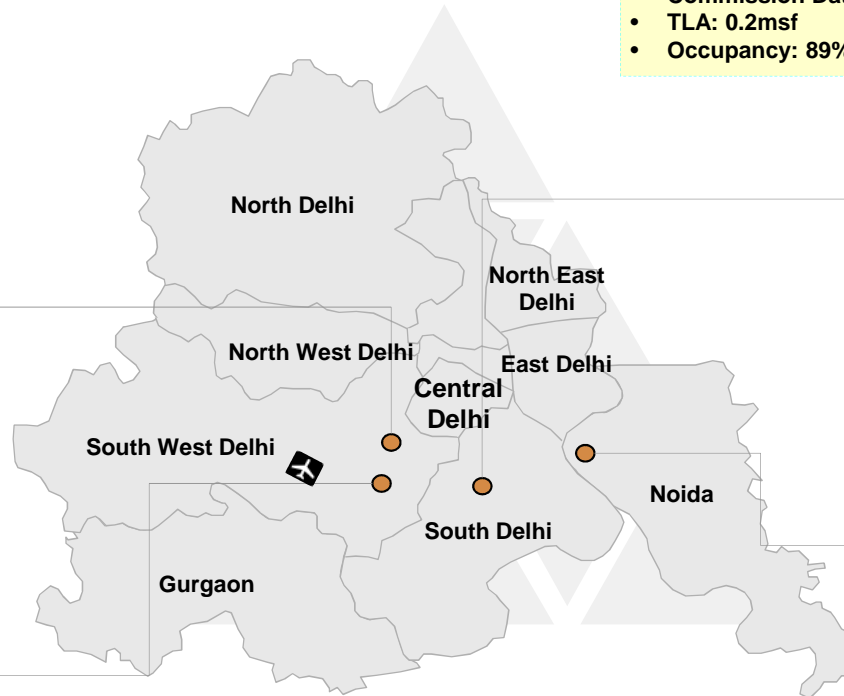 • TLA: 0.2msf
• Occupancy: 89%
North Delhi
North East
Delhi
North West Delhi
East Delhi
Central
Delhi
South West Delhi
Noida
South Delhi
Gurgaon